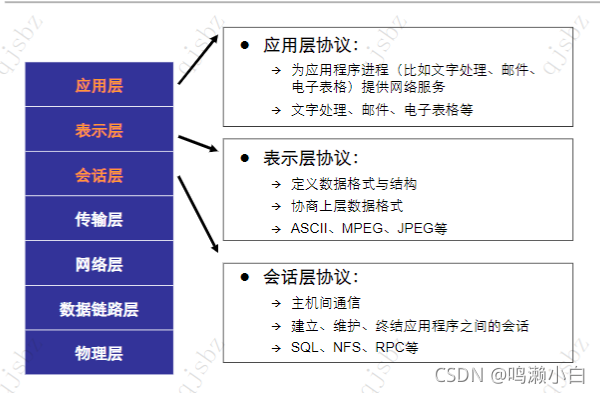 应用层
表示层
会话层
传输层
网络层
数据链路层
物理层
● 应用层协议：
→ 为应用程序进程（比如文字处理、邮件、
电子表格）提供网络服务
→ 文字处理、邮件、电子表格等
● 表示层协议：
→ 定义数据格式与结构
→ 协商上层数据格式
→ ASCII、MPEG、JPEG等
● 会话层协议：
→ 主机间通信
→ 建立、维护、终结应用程序之间的会话
→ SQL、NFS、RPC等
CSDN @鸣濑小白
qjsbz
qjsbz
qjsbz
qjsbz
qjsbz
qjsbz